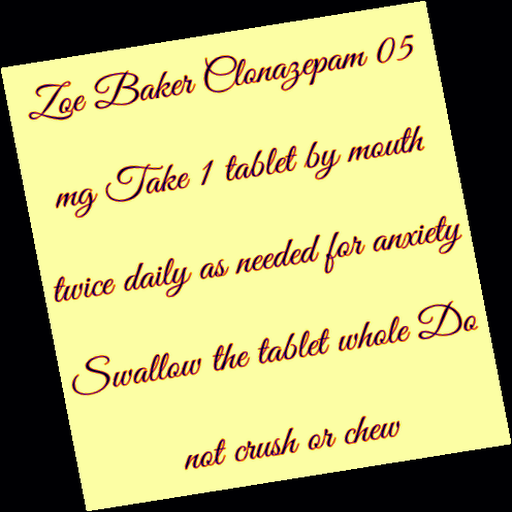 Zoe Baker Clonazepam 05
mg Take 1 tablet by mouth
twice daily as needed for anxiety
Swallow the tablet whole Do
not crush or chew